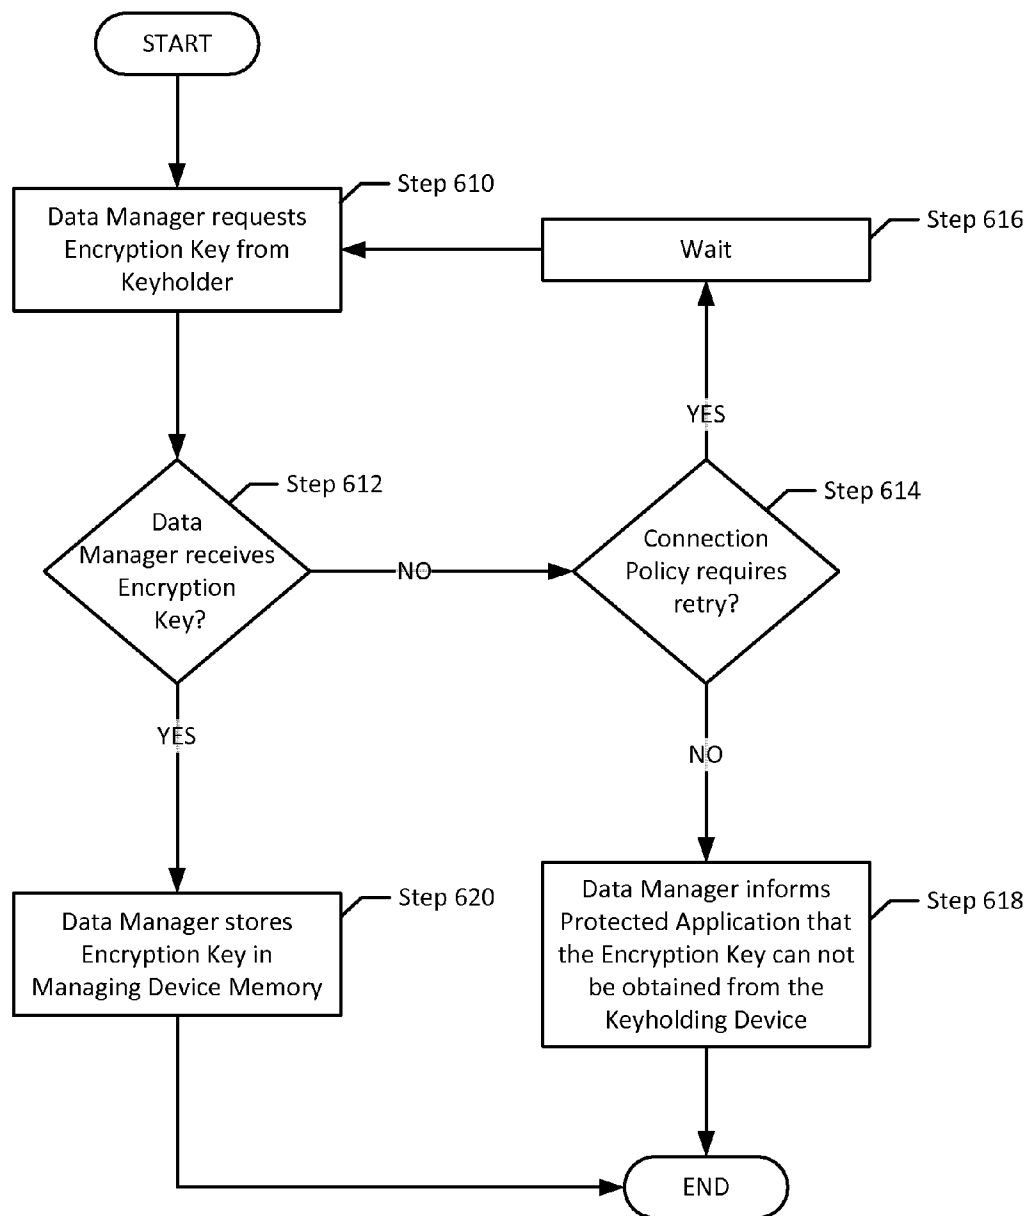 START
Step 610
Data Manager requests
Encryption Key from
Keyholder
Step 616
Wait
YES
Step 612
Data
Manager receives
Encryption
Key?
NO
Step 614
Connection
Policy requires
retry?
YES
NO
Step 620
Data Manager stores
Encryption Key in
Managing Device Memory
Step 618
Data Manager informs
Protected Application that
the Encryption Key can not
be obtained from the
Keyholding Device
END